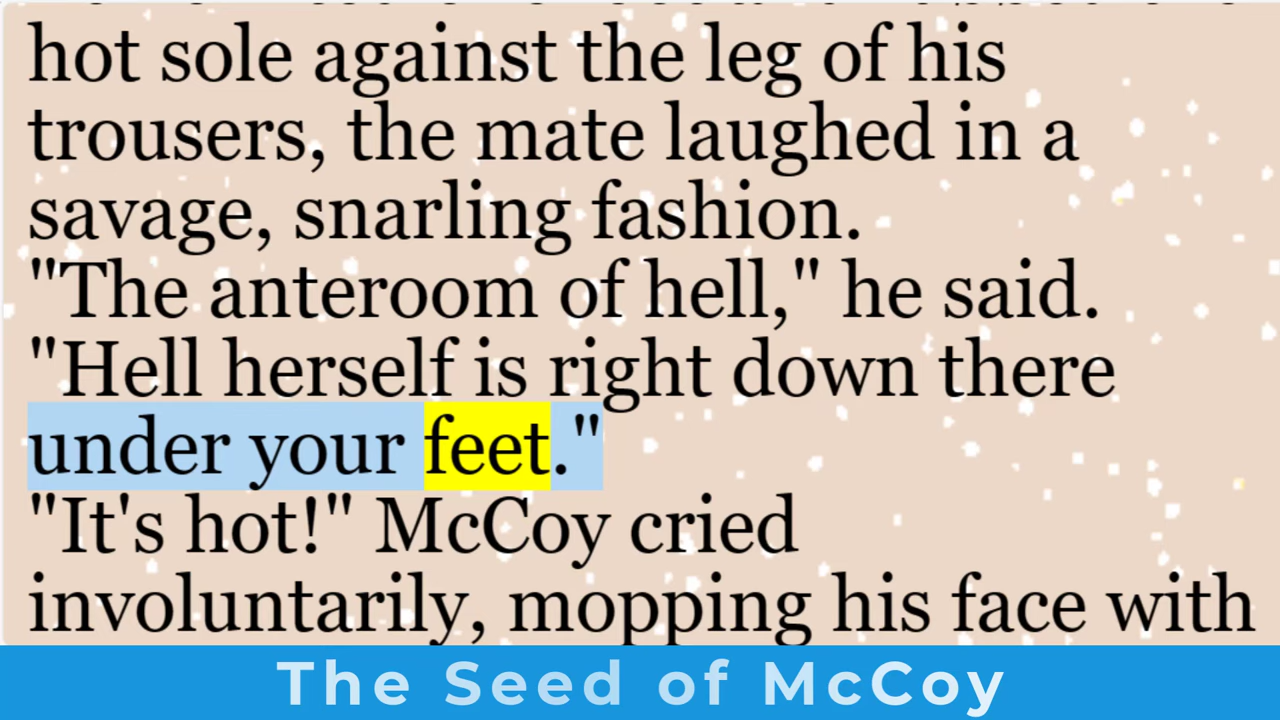 hot sole against the leg of his
trousers, the mate laughed in a
savage, snarling fashion.
"The anteroom of hell," he said.
"Hell herself is right down there
under your feet."
"It's hot!" McCoy cried
involuntarily, mopping his face with
The Seed of McCoy